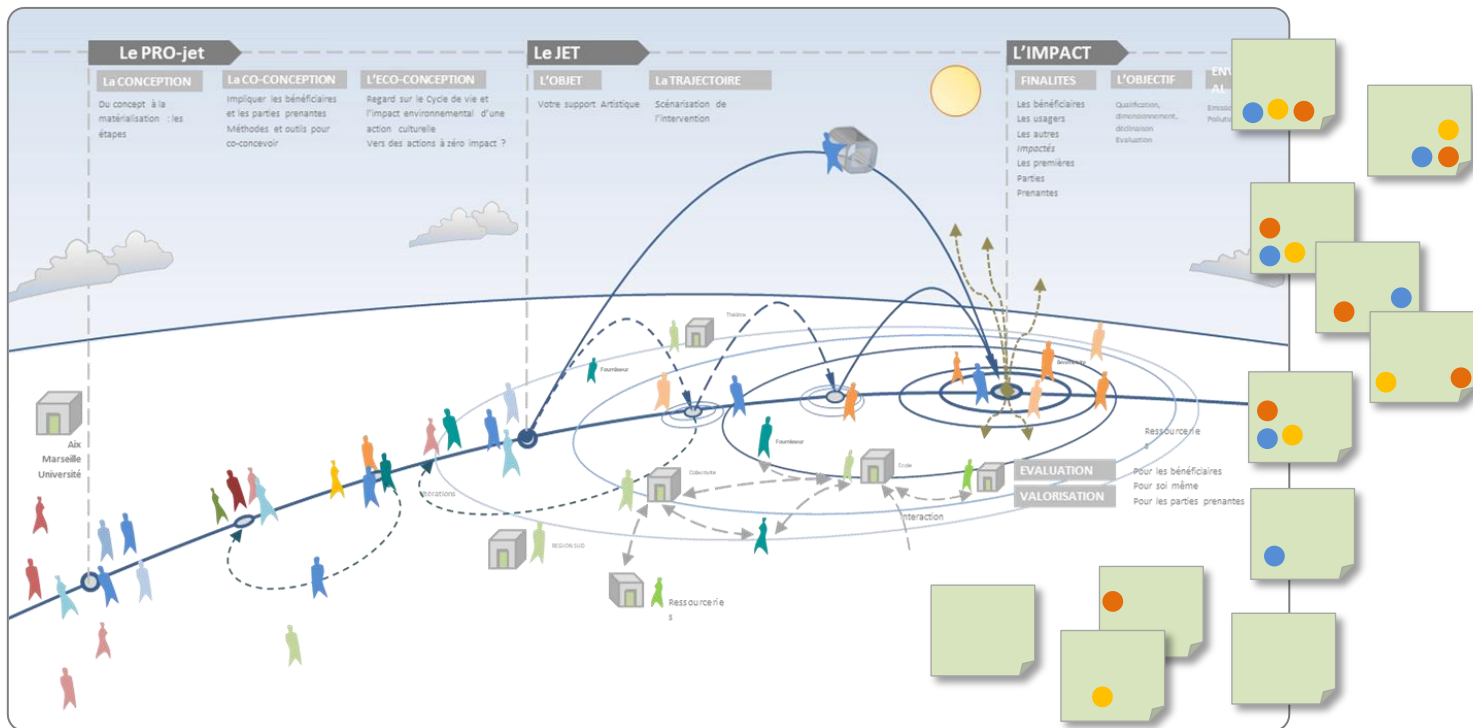 Le PRO-jet
Le JET
L'IMPACT
La CONCEPTION
Du concept à la
matérialisation : les
étapes
La CO-CONCEPTION
Impliquer les bénéficiaires
et les parties prenantes
Méthodes et outils pour
co-concevoir
L'ECO-CONCEPTION
Regard sur le Cycle de vie et
l'impact environnemental d'une
action culturelle
Vers des actions à zéro impact ?
L'OBJET
Votre support Artistique
La TRAJECTOIRE
Scénarisation de
l'intervention
FINALITES
Les bénéficiaires
Les usagers
Les autres
impactés
Les premières
Parties
Prenantes
L'OBJECTIF
Qualification,
dimensionnement,
déclinaison
Evaluation
ENV
AL
Théâtre
Fournisseur
Aix
Marseille
Université
Itérations
Fournisseur
Collectivité
Ecole
Ressourcerie
s
EVALUATION
VALORISATION
Pour les bénéficiaires
Pour soi même
Pour les parties prenantes
Interaction
REGION SUD
Ressourcerie
s